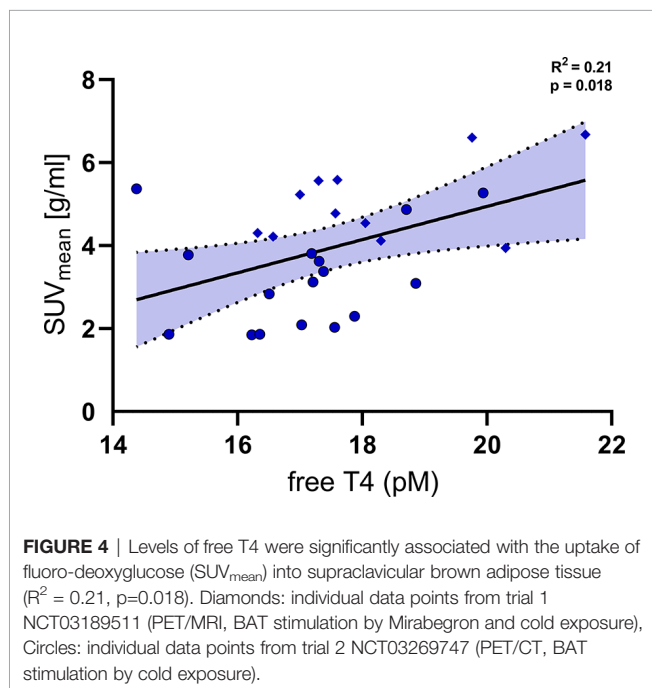 R² = 0.21
p = 0.018
8
6
4
2
0
SUVmean [g/ml]
14 16 18 20 22
free T4 (pM)
FIGURE 4 | Levels of free T4 were significantly associated with the uptake of
fluoro-deoxyglucose (SUVmean) into supraclavicular brown adipose tissue
(R² = 0.21, p=0.018). Diamonds: individual data points from trial 1
NCT03189511 (PET/MRI, BAT stimulation by Mirabegron and cold exposure),
Circles: individual data points from trial 2 NCT03269747 (PET/CT, BAT
stimulation by cold exposure).